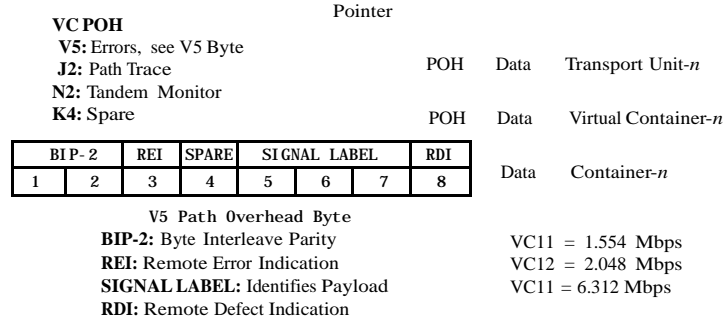 Pointer
VC POH
V5: Errors, see V5 Byte
J2: Path Trace
N2: Tandem Monitor
K4: Spare
POH Data Transport Unit-n
POH Data Virtual Container-n
Data Container-n
BIP-2 REI SPARE SIGNAL LABEL RDI
1 2 3 4 5 6 7 8
V5 Path Overhead Byte
BIP-2: Byte Interleave Parity
REI: Remote Error Indication
SIGNAL LABEL: Identifies Payload
RDI: Remote Defect Indication
VC11 = 1.554 Mbps
VC12 = 2.048 Mbps
VC11 = 6.312 Mbps